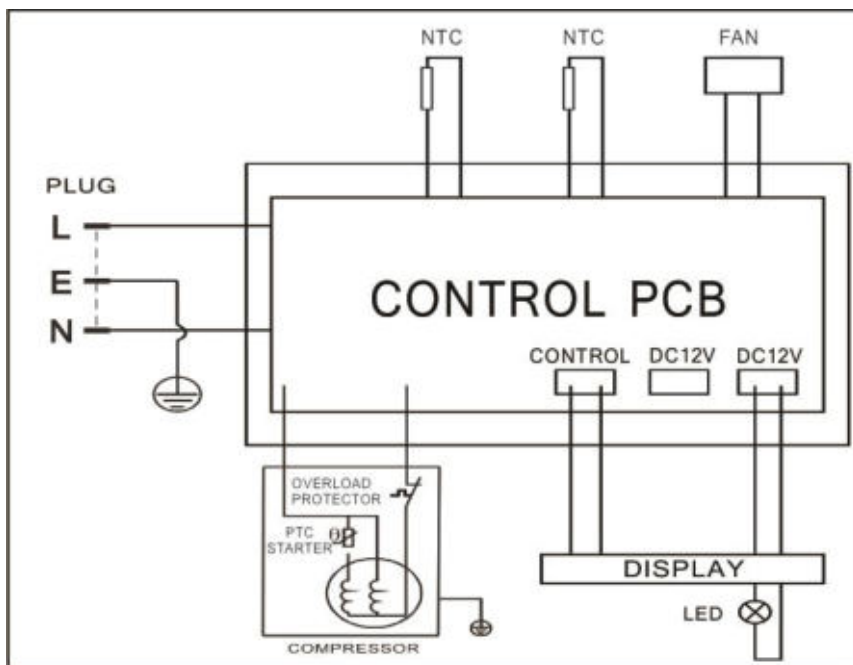 NTC
NTC
FAN
PLUG
L
E
N
CONTROL PCB
CONTROL
DC12V
DC12V
OVERLOAD
PROTECTOR
PTC
STARTER
θ
COMPRESSOR
DISPLAY
LED